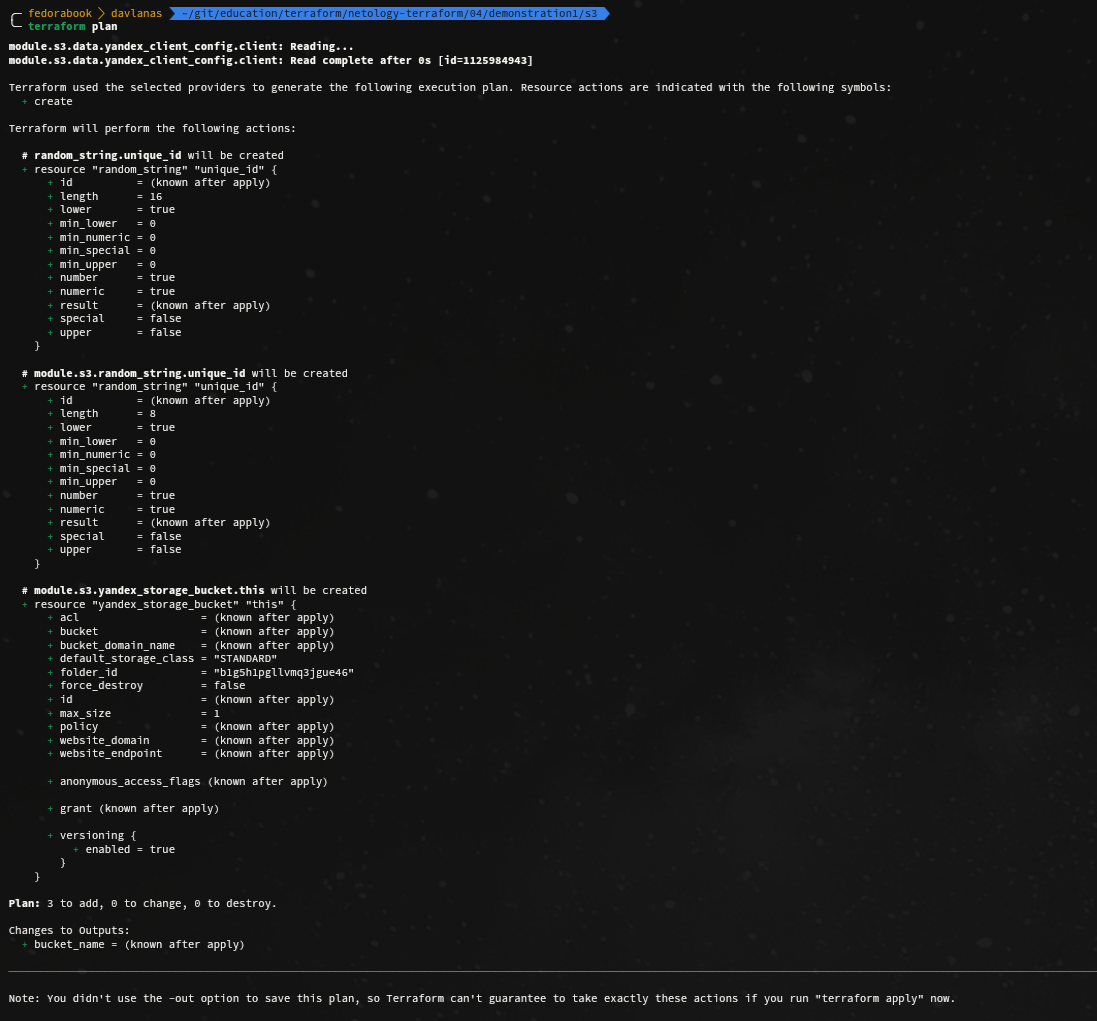 fedorabook davlanas ~/git/education/terraform/netology-terraform/04/demonstration1/s3
terraform plan
module.s3.data.yandex_client_config.client: Reading...
module.s3.data.yandex_client_config.client: Read complete after 0s [id=1125984943]
Terraform used the selected providers to generate the following execution plan. Resource actions are indicated with the following symbols:
+ create
Terraform will perform the following actions:
# random_string.unique_id will be created
+ resource "random_string" "unique_id" {
+ id          = (known after apply)
+ length      = 16
+ lower       = true
+ min_lower   = 0
+ min_numeric = 0
+ min_special = 0
+ min_upper   = 0
+ number      = true
+ numeric     = true
+ result      = (known after apply)
+ special     = false
+ upper       = false
}
# module.s3.random_string.unique_id will be created
+ resource "random_string" "unique_id" {
+ id          = (known after apply)
+ length      = 8
+ lower       = true
+ min_lower   = 0
+ min_numeric = 0
+ min_special = 0
+ min_upper   = 0
+ number      = true
+ numeric     = true
+ result      = (known after apply)
+ special     = false
+ upper       = false
}
# module.s3.yandex_storage_bucket.this will be created
+ resource "yandex_storage_bucket" "this" {
+ acl                   = (known after apply)
+ bucket                = (known after apply)
+ bucket_domain_name    = (known after apply)
+ default_storage_class = "STANDARD"
+ folder_id             = "b1g5h1pgllvmq3jgue46"
+ force_destroy         = false
+ id                    = (known after apply)
+ max_size              = 1
+ policy                = (known after apply)
+ website_domain        = (known after apply)
+ website_endpoint      = (known after apply)
+ anonymous_access_flags (known after apply)
+ grant (known after apply)
+ versioning {
+ enabled = true
}
}
Plan: 3 to add, 0 to change, 0 to destroy.
Changes to Outputs:
+ bucket_name = (known after apply)
Note: You didn't use the -out option to save this plan, so Terraform can't guarantee to take exactly these actions if you run "terraform apply" now.